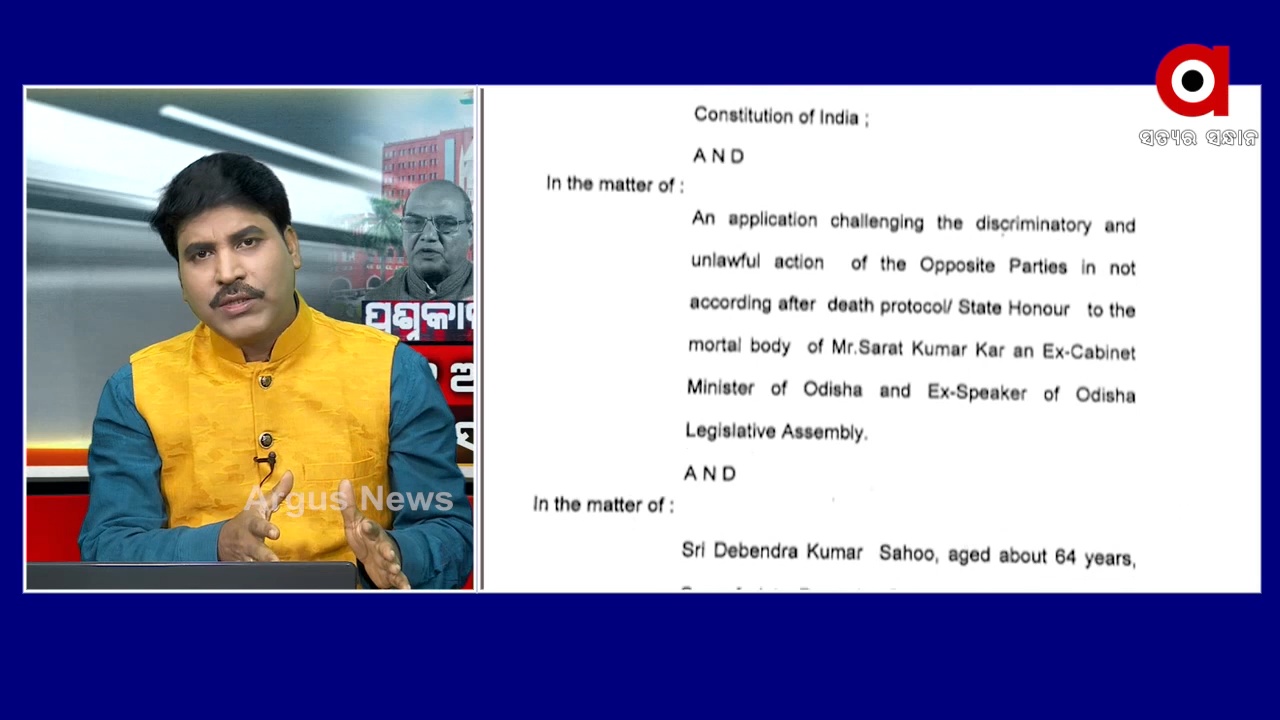 ସତ୍ୟର ସନ୍ଧାନ
Argus News
Constitution of India ;
A N D
In the matter of :
An application challenging the discriminatory and
unlawful action of the Opposite Parties in not
according after death protocol/ State Honour to the
mortal body of Mr.Sarat Kumar Kar an Ex-Cabinet
Minister of Odisha and Ex-Speaker of Odisha
Legislative Assembly.
A N D
In the matter of :
Sri Debendra Kumar Sahoo, aged about 64 years,